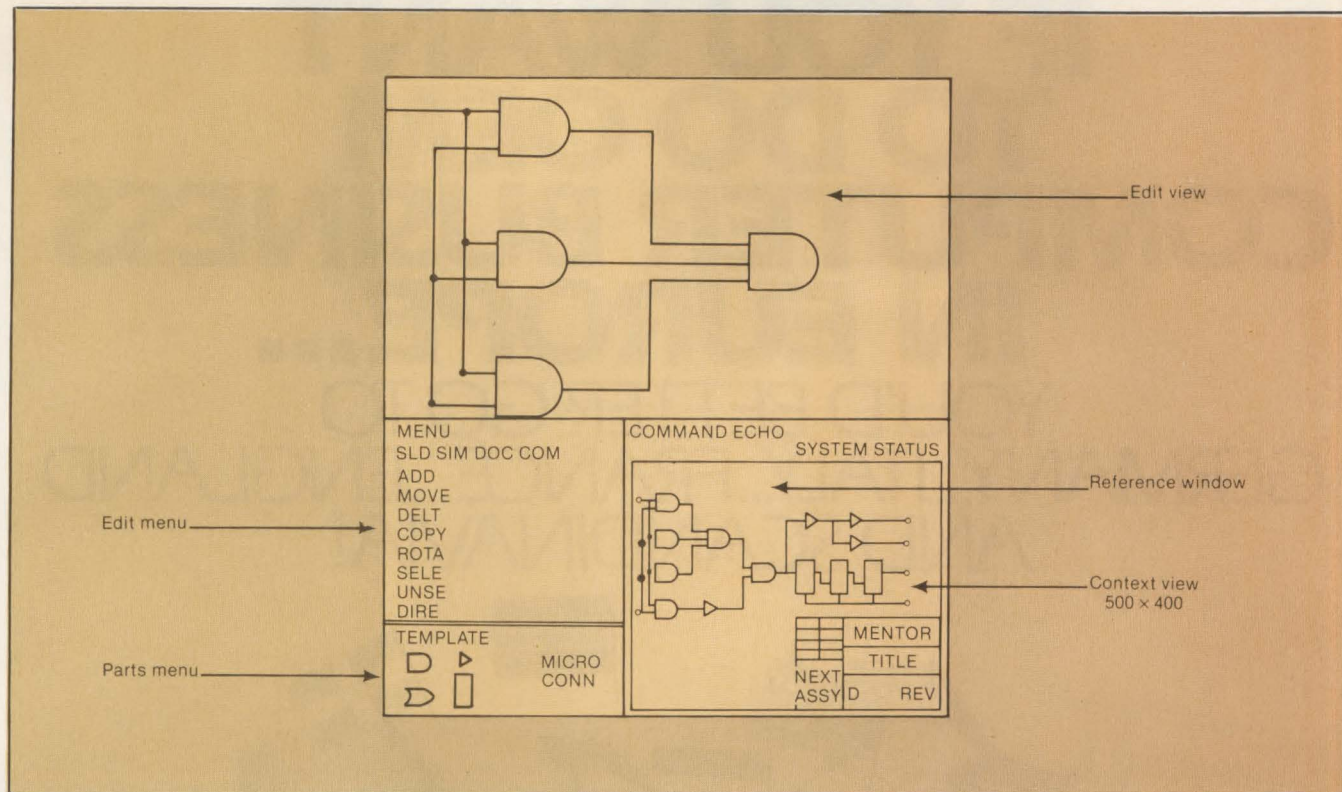 Edit view
MENU
SLD SIM DOC COM
ADD
MOVE
DELT
COPY
ROTA
SELE
UNSE
DIRE
Edit menu
TEMPLATE
MICRO
CONN
Parts menu
COMMAND ECHO
SYSTEM STATUS
Reference window
Context view
500 × 400
MENTOR
TITLE
NEXT
ASSY
D REV